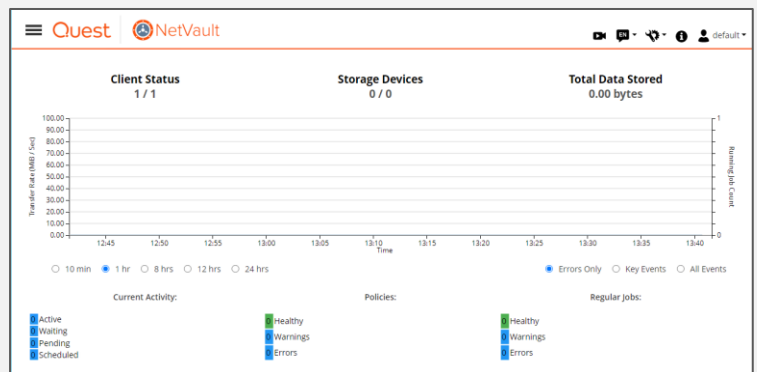 Quest NetVault
EN default
Client Status Storage Devices Total Data Stored
1 / 1 0 / 0 0.00 bytes
100.00
90.00
80.00
70.00
60.00
50.00
40.00
30.00
20.00
10.00
0.00
Transfer Rate (MiB / Sec)
1
0
Running Job Count
12:45 12:50 12:55 13:00 13:05 13:10 13:15 13:20 13:25 13:30 13:35 13:40
Time
10 min 1 hr 8 hrs 12 hrs 24 hrs Errors Only Key Events All Events
Current Activity: Policies: Regular Jobs:
0 Active 0 Healthy 0 Healthy
0 Waiting 0 Warnings 0 Warnings
0 Pending 0 Errors 0 Errors
0 Scheduled